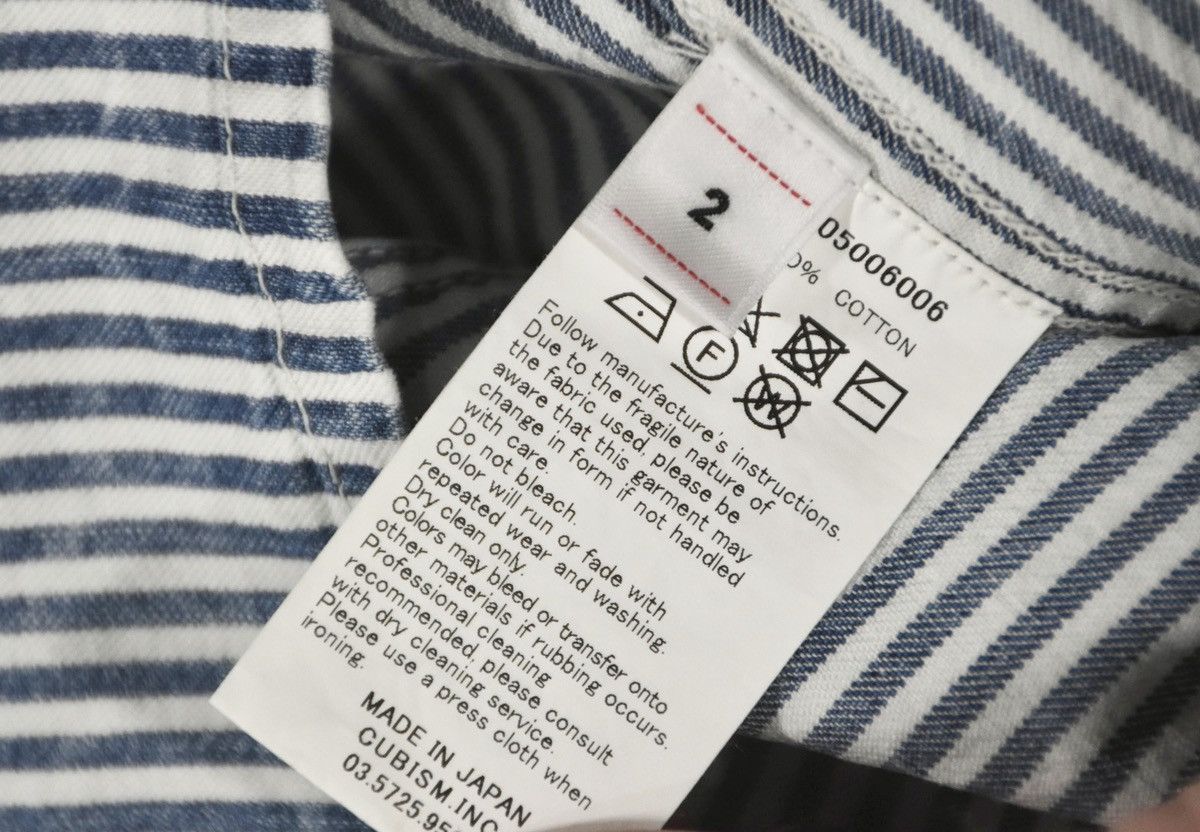 2
05006006
0% COTTON
F
W
Follow manufacture's instructions.
Due to the fragile nature of
the fabric used, please be
aware that this garment may
change in form if not handled
with care.
Do not bleach.
Color will run or fade with
repeated wear and washing.
Dry clean only.
Colors may bleed or transfer onto
other materials if rubbing occurs.
Professional cleaning
recommended, please consult
with dry cleaning service.
Please use a press cloth when
ironing.
MADE IN JAPAN
CUBISM.INC
03.5725.95